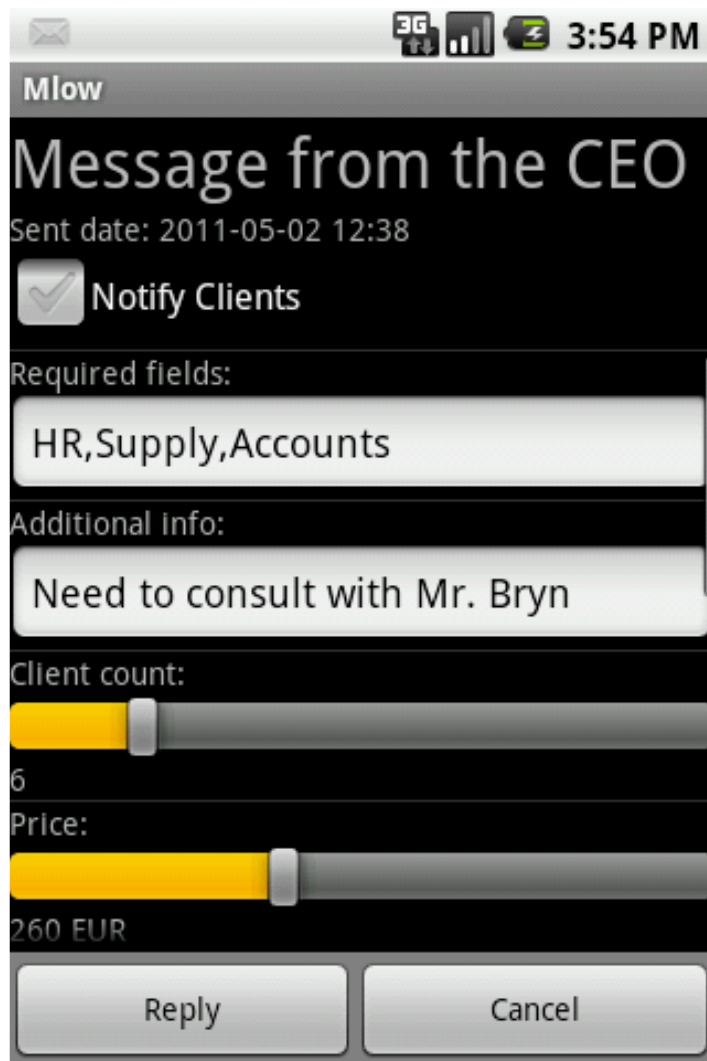 3G 3:54 PM
Mlow
Message from the CEO
Sent date: 2011-05-02 12:38
Notify Clients
Required fields:
HR,Supply,Accounts
Additional info:
Need to consult with Mr. Bryn
Client count:
6
Price:
260 EUR
Reply Cancel